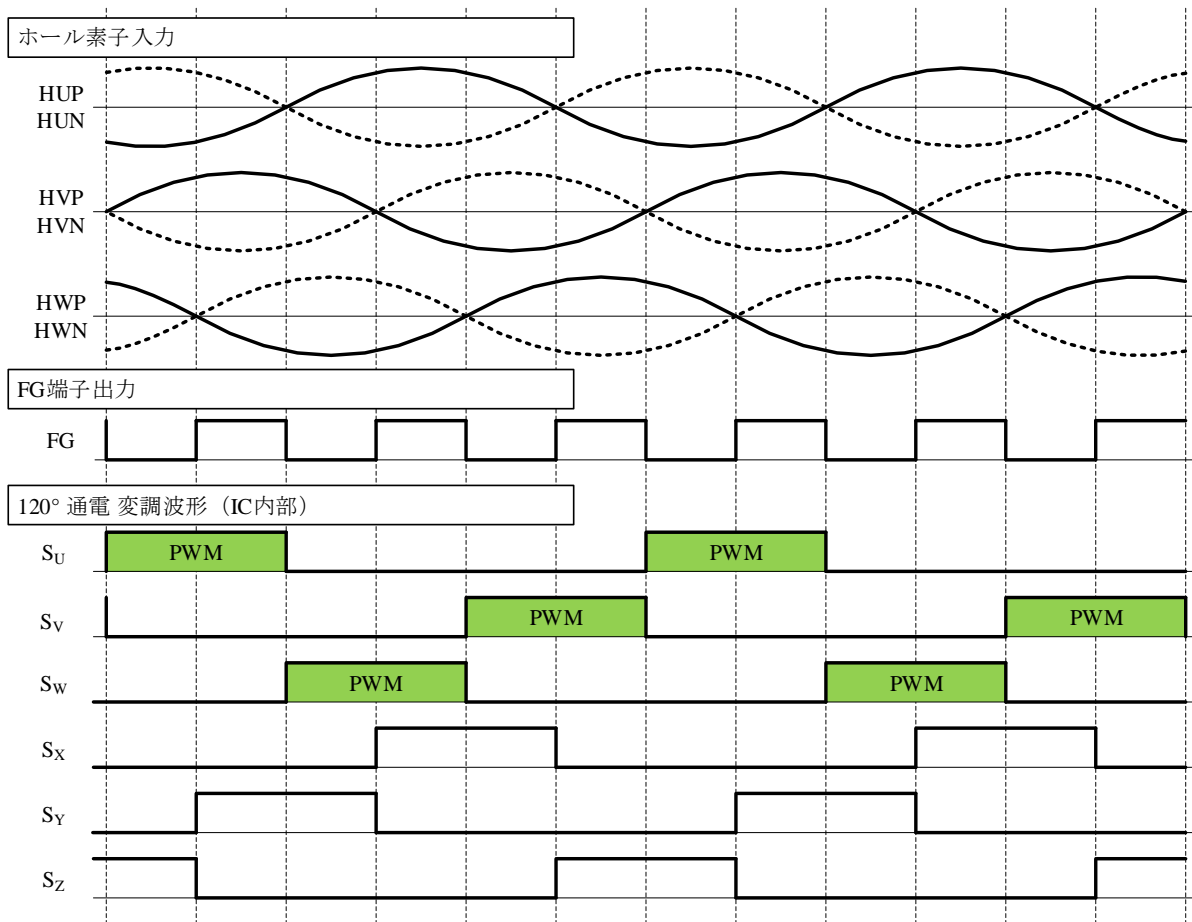 ホール素子入力
HUP
HUN
HVP
HVN
HWP
HWN
FG端子出力
FG
120° 通電 変調波形（IC内部）
SU
PWM
PWM
SV
PWM
PWM
SW
PWM
PWM
SX
SY
SZ